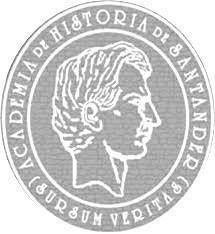 ACADEMIA DE HISTORIA DE SANTANDER
(SURSUM VERITAS)